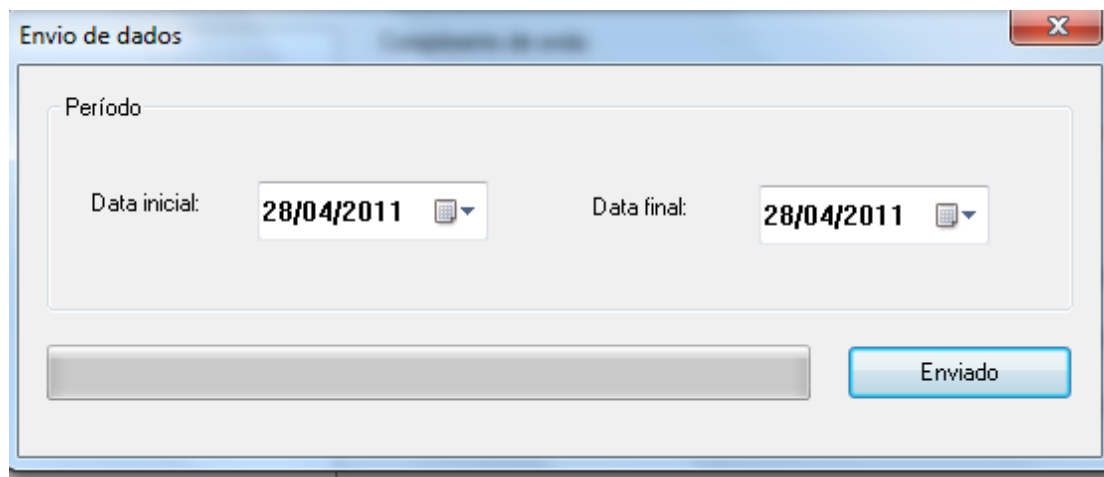 Envio de dados
Período
Data inicial: 28/04/2011 Data final: 28/04/2011
Enviado